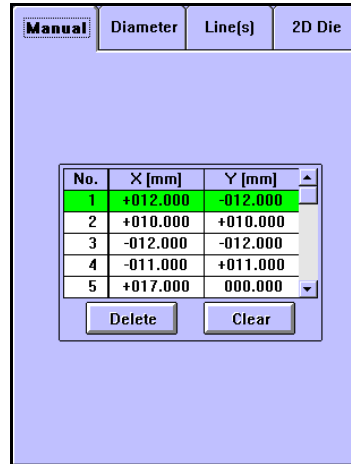 Manual Diameter Line(s) 2D Die
No. X [mm] Y [mm]
1 +012.000 -012.000
2 +010.000 +010.000
3 -012.000 -012.000
4 -011.000 +011.000
5 +017.000 000.000
Delete Clear